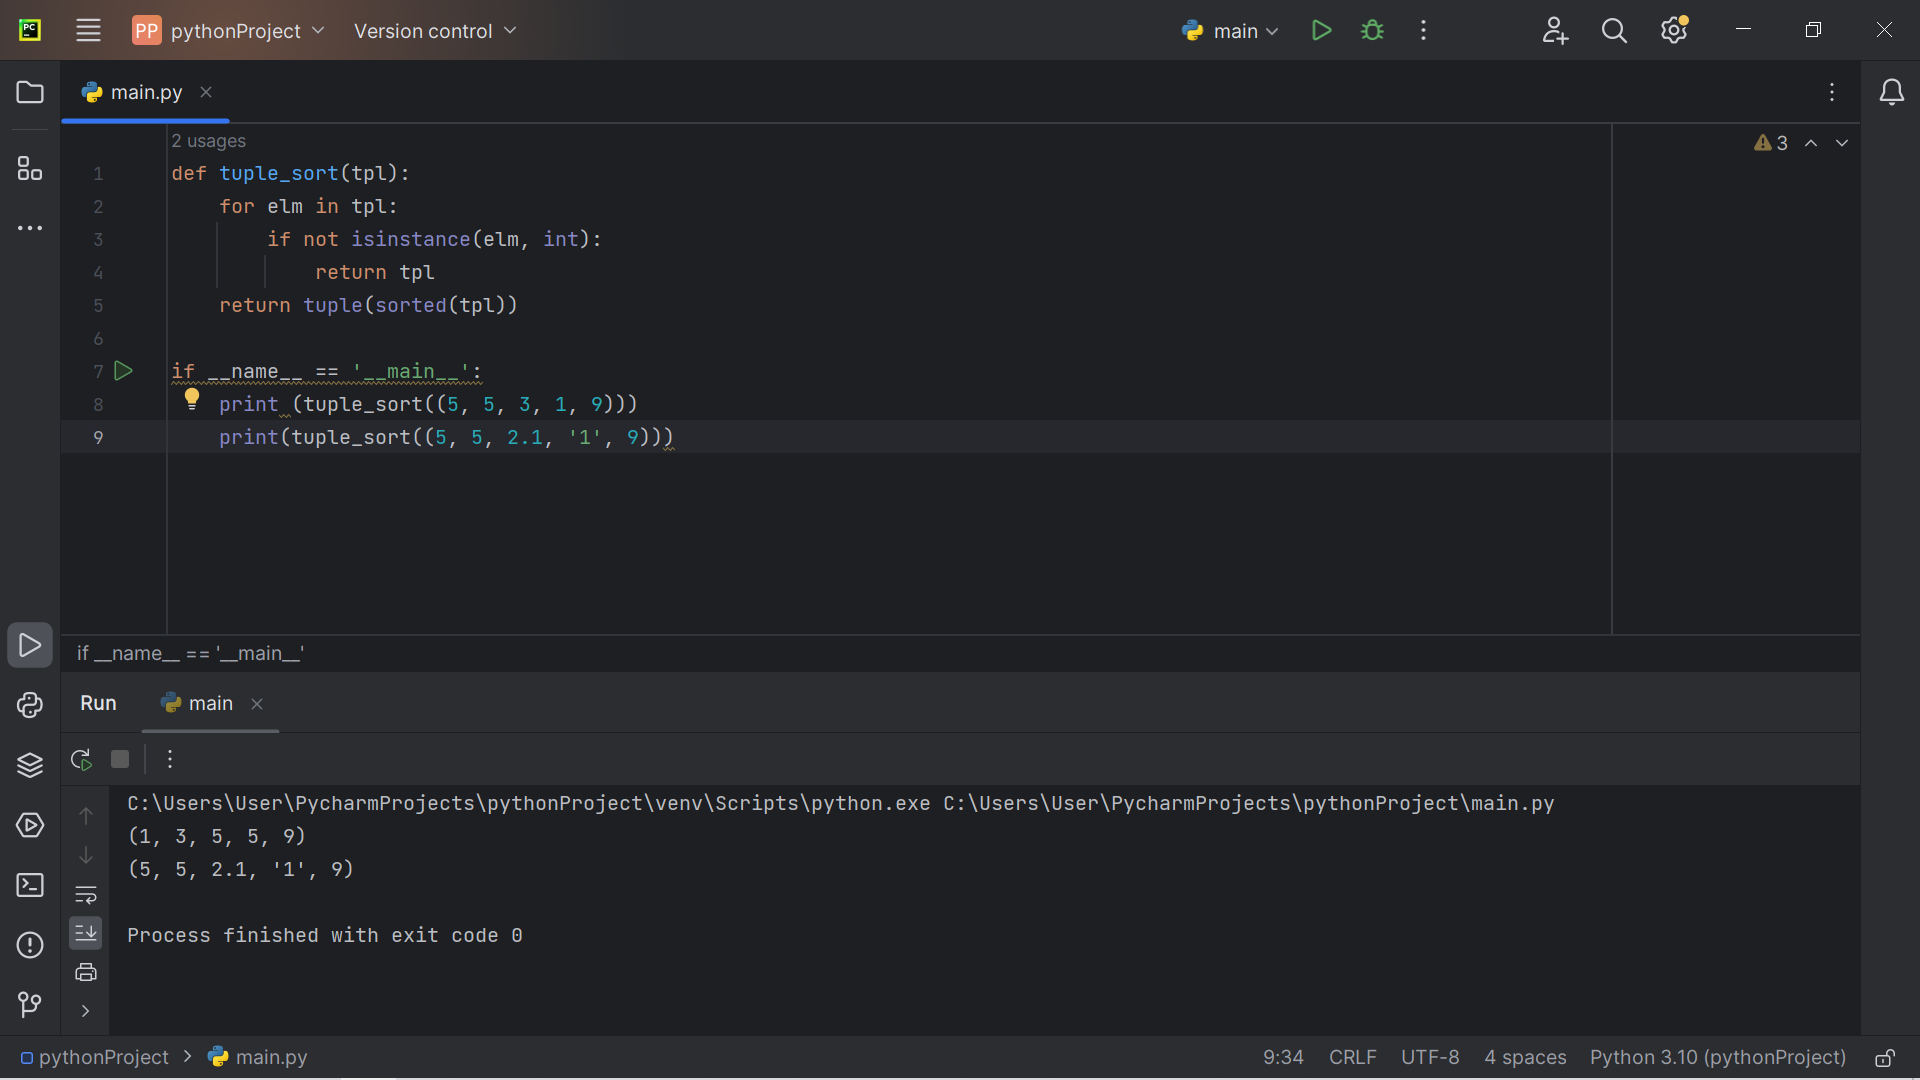 PC
PP pythonProject Version control main
main.py
2 usages
3
1 def tuple_sort(tpl):
2     for elm in tpl:
3         if not isinstance(elm, int):
4             return tpl
5     return tuple(sorted(tpl))
6
7 if __name__ == '__main__':
8     print (tuple_sort((5, 5, 3, 1, 9)))
9     print(tuple_sort((5, 5, 2.1, '1', 9)))
if __name__ == '__main__'
Run main
C:\Users\User\PycharmProjects\pythonProject\venv\Scripts\python.exe C:\Users\User\PycharmProjects\pythonProject\main.py
(1, 3, 5, 5, 9)
(5, 5, 2.1, '1', 9)
Process finished with exit code 0
pythonProject > main.py 9:34 CRLF UTF-8 4 spaces Python 3.10 (pythonProject)